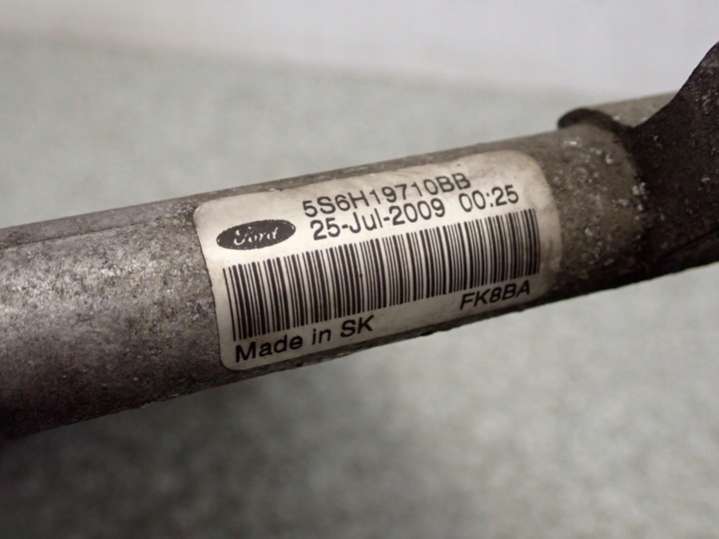 Ford
5S6H19710BB
25-Jul-2009 00:25
FK8BA
Made in SK